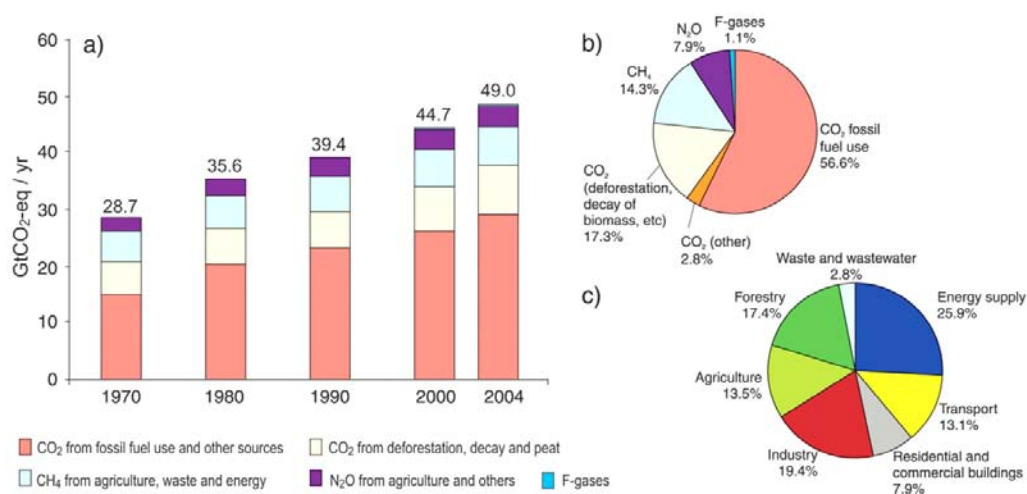 a)
GtCO₂-eq / yr
60
50
40
30
20
10
0
28.7
35.6
39.4
44.7
49.0
1970
1980
1990
2000
2004
CO₂ from fossil fuel use and other sources
CO₂ from deforestation, decay and peat
CH₄ from agriculture, waste and energy
N₂O from agriculture and others
F-gases
b)
F-gases
1.1%
N₂O
7.9%
CH₄
14.3%
CO₂ fossil
fuel use
56.6%
CO₂
(deforestation,
decay of
biomass, etc)
17.3%
CO₂ (other)
2.8%
c)
Waste and wastewater
2.8%
Forestry
17.4%
Energy supply
25.9%
Agriculture
13.5%
Transport
13.1%
Industry
19.4%
Residential and
commercial buildings
7.9%